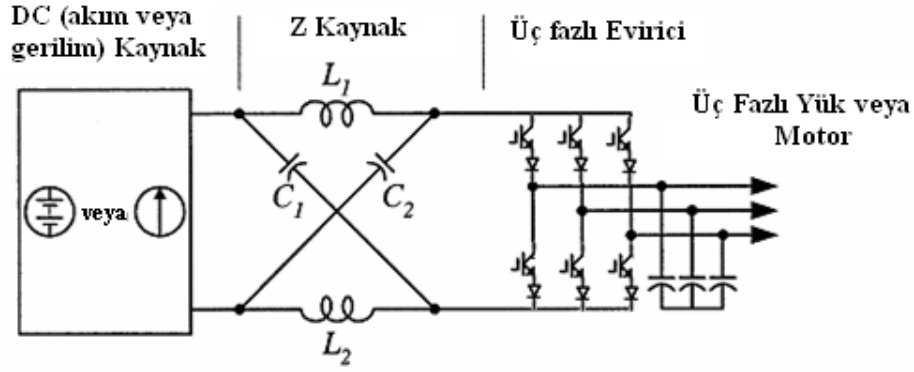 DC (akım veya
gerilim) Kaynak
Z Kaynak
Üç fazlı Evirici
Üç Fazlı Yük veya
Motor
L1
C1
C2
veya
L2